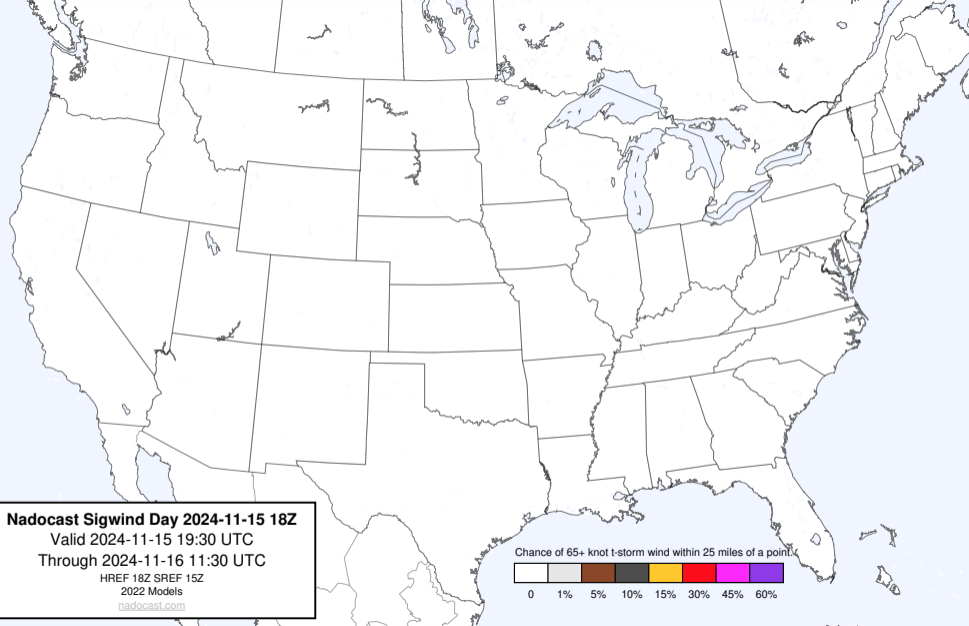 Nadocast Sigwind Day 2024-11-15 18Z
Valid 2024-11-15 19:30 UTC
Through 2024-11-16 11:30 UTC
HREF 18Z SREF 15Z
2022 Models
nadocast.com
Chance of 65+ knot t-storm wind within 25 miles of a point.
0 1% 5% 10% 15% 30% 45% 60%